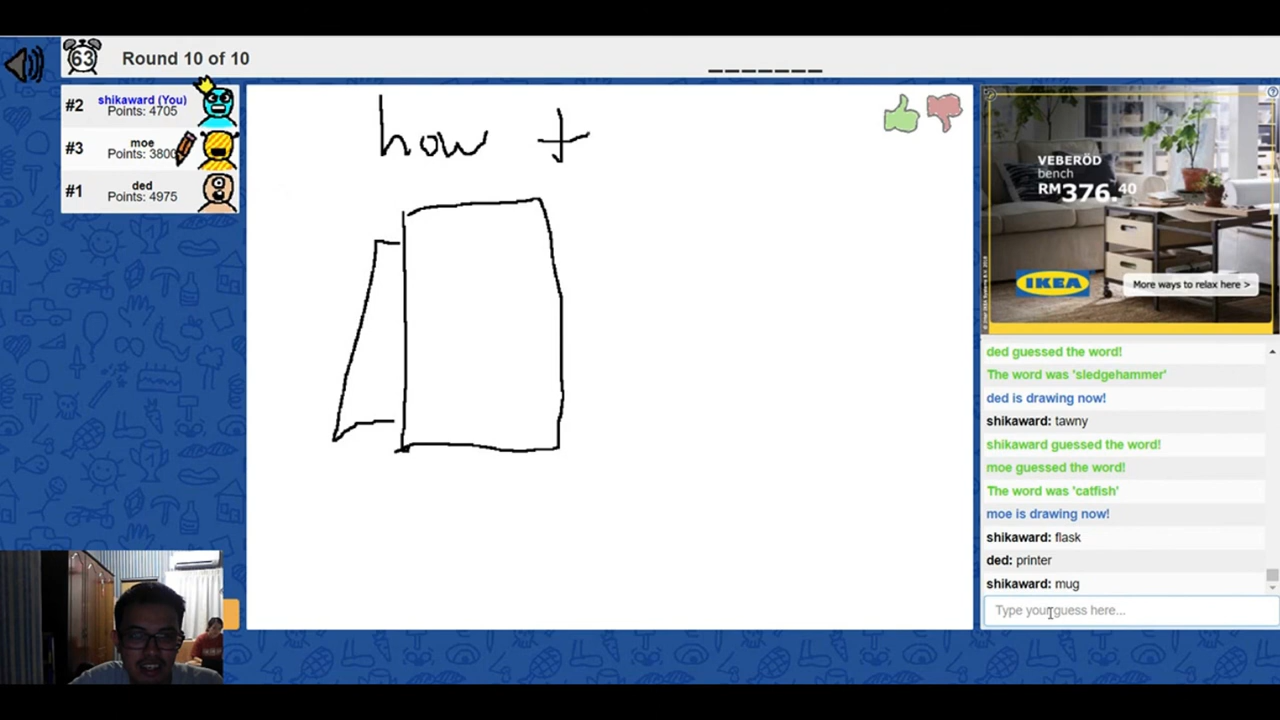 63
Round 10 of 10
_______
#2
shikaward (You)
Points: 4705
#3
moe
Points: 3800
#1
ded
Points: 4975
how t
VEBERÖD
bench
RM376.40
IKEA
More ways to relax here >
ded guessed the word!
The word was 'sledgehammer'
ded is drawing now!
shikaward: tawny
shikaward guessed the word!
moe guessed the word!
The word was 'catfish'
moe is drawing now!
shikaward: flask
ded: printer
shikaward: mug
Type your guess here...